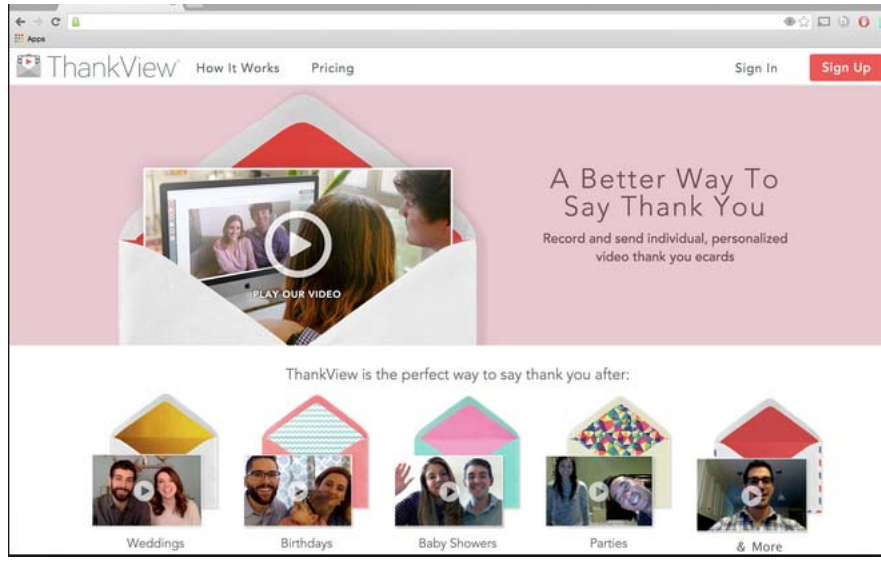 Apps
ThankView How It Works Pricing Sign In Sign Up
A Better Way To
Say Thank You
Record and send individual, personalized
video thank you ecards
PLAY OUR VIDEO
ThankView is the perfect way to say thank you after:
Weddings Birthdays Baby Showers Parties & More